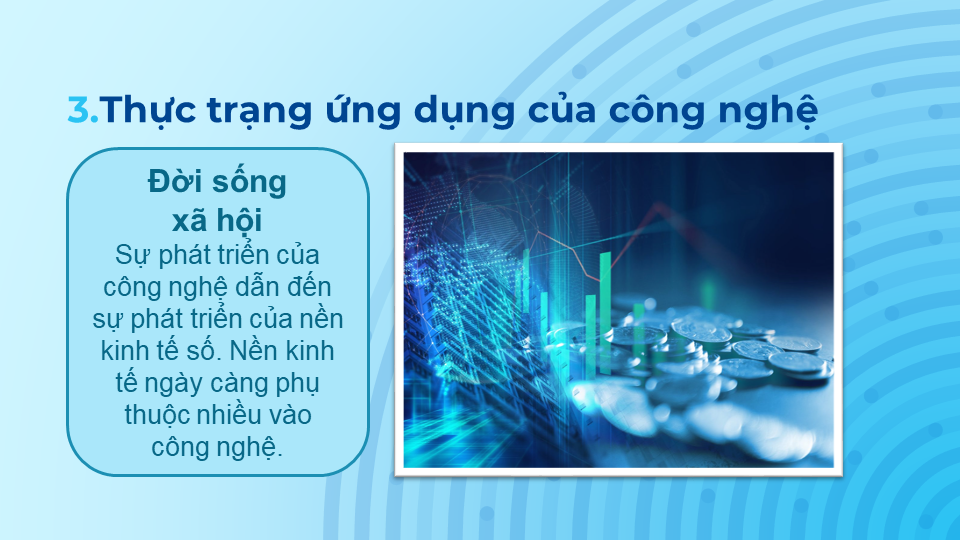 3.Thực trạng ứng dụng của công nghệ
Đời sống
xã hội
Sự phát triển của
công nghệ dẫn đến
sự phát triển của nền
kinh tế số. Nền kinh
tế ngày càng phụ
thuộc nhiều vào
công nghệ.